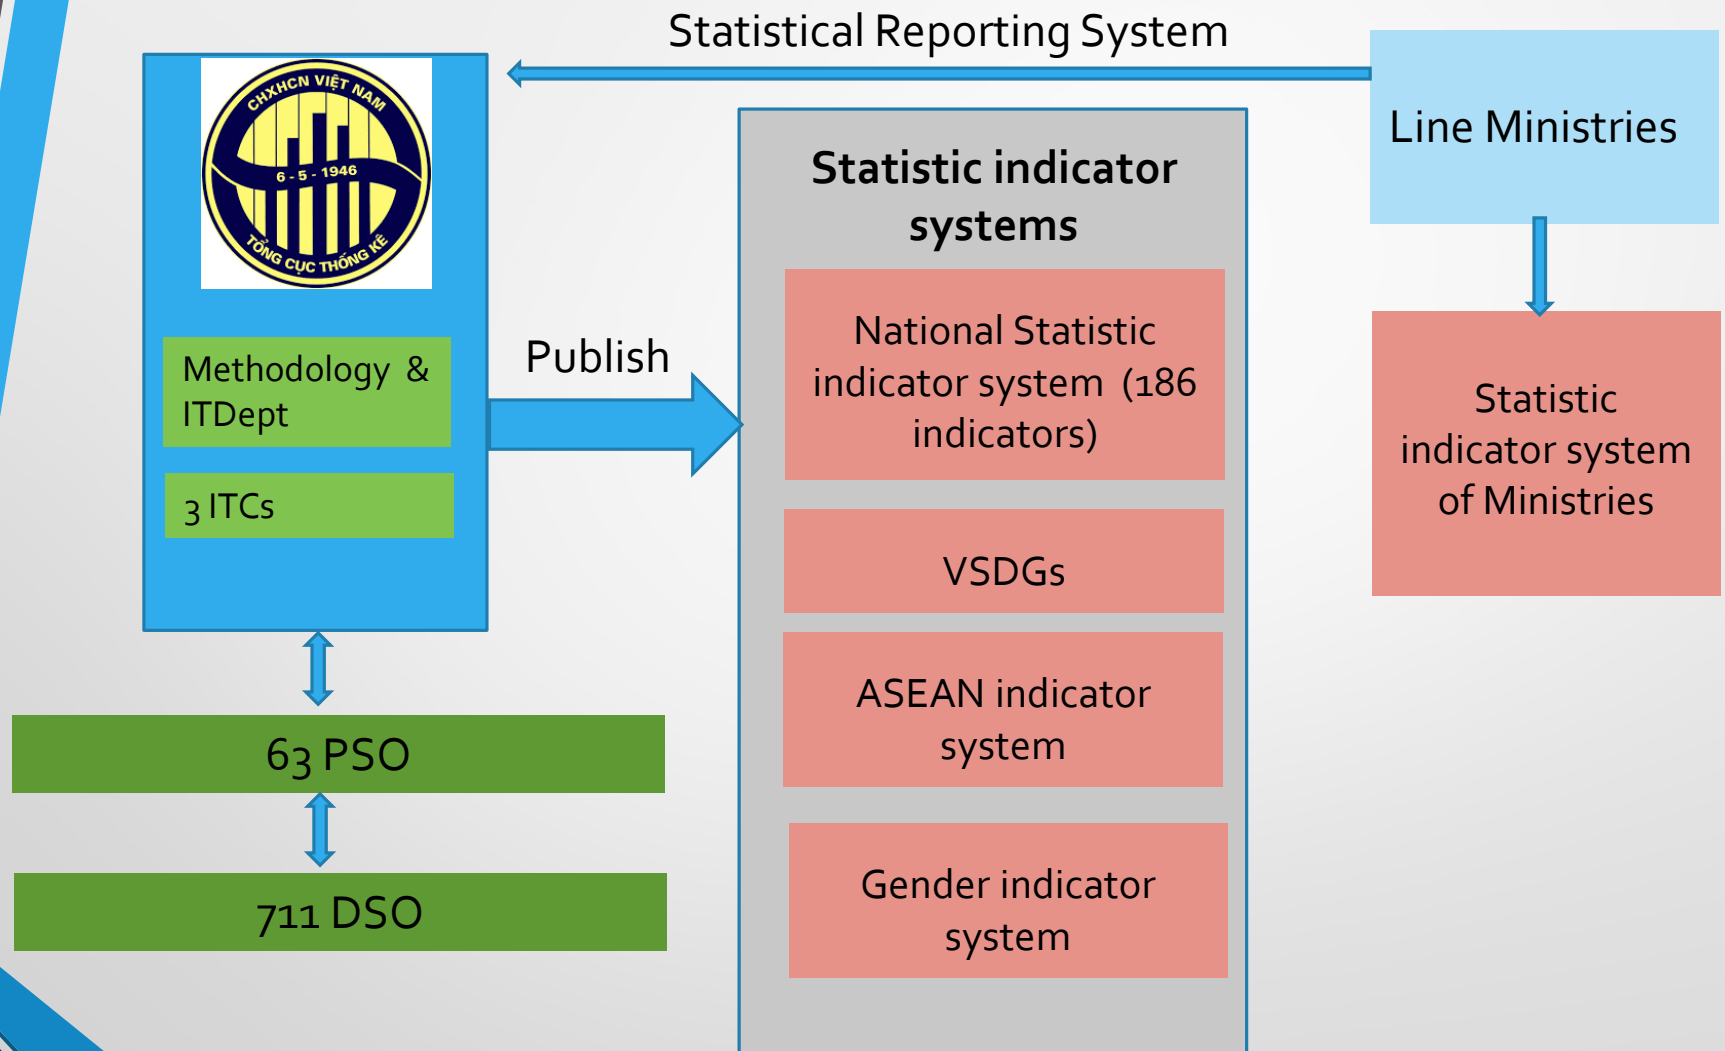 Statistical Reporting System
CHXHCN VIỆT NAM
6 - 5 - 1946
TỔNG CỤC THỐNG KÊ
Methodology & 
ITDept
3 ITCs
Publish
63 PSO
711 DSO
Statistic indicator
systems
National Statistic
indicator system (186
indicators)
VSDGs
ASEAN indicator
system
Gender indicator
system
Line Ministries
Statistic
indicator system
of Ministries